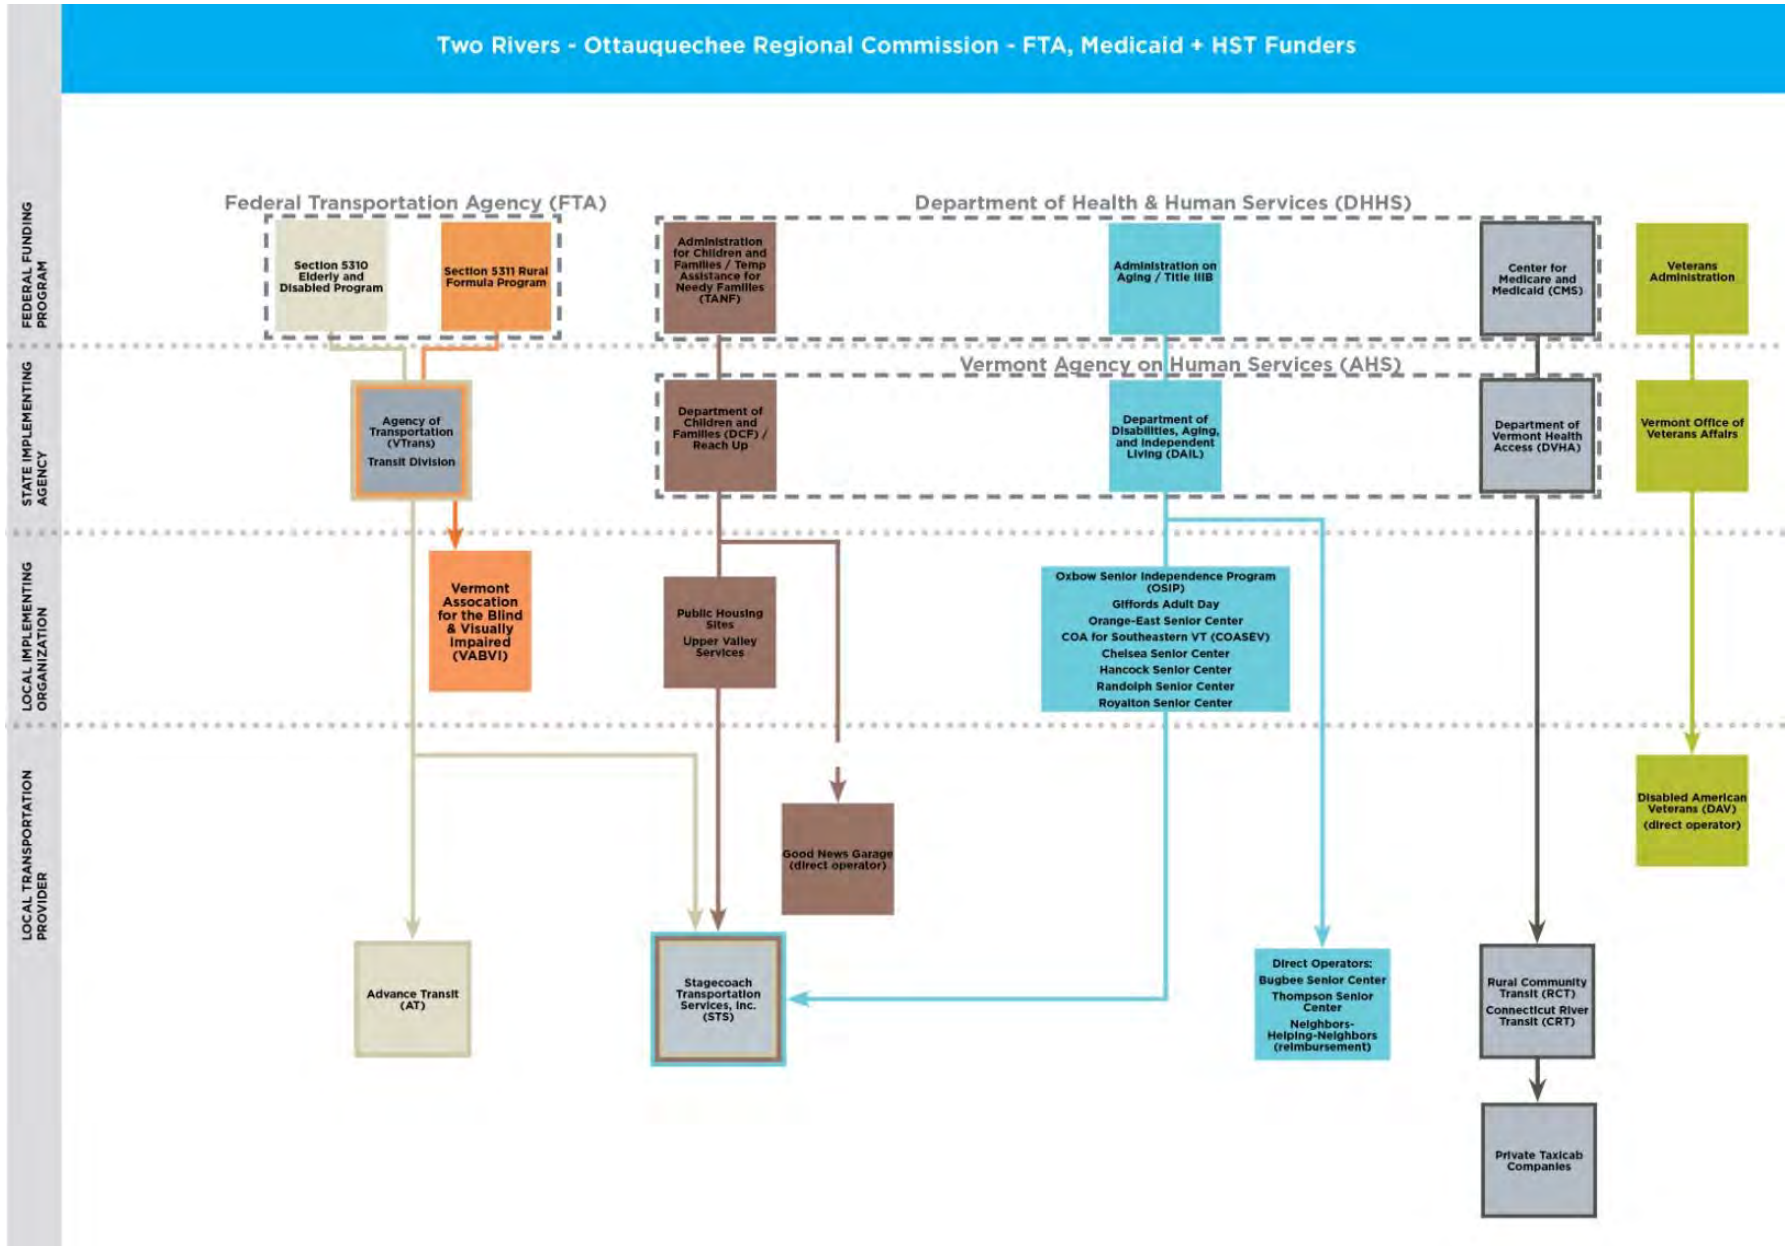 Two Rivers - Ottauquechee Regional Commission - FTA, Medicaid + HST Funders
FEDERAL FUNDING
PROGRAM
Federal Transportation Agency (FTA)
Section 5310
Elderly and
Disabled Program
Section 5311 Rural
Formula Program
Department of Health & Human Services (DHHS)
Administration
for Children and
Families / Temp
Assistance for
Needy Families
(TANF)
Administration on
Aging / Title IIIB
Center for
Medicare and
Medicaid (CMS)
Veterans
Administration
STATE IMPLEMENTING
AGENCY
Agency of
Transportation
(VTrans)
Transit Division
Vermont Agency on Human Services (AHS)
Department of
Children and
Families (DCF) /
Reach Up
Department of
Disabilities, Aging,
and Independent
Living (DAIL)
Department of
Vermont Health
Access (DVHA)
Vermont Office of
Veterans Affairs
LOCAL IMPLEMENTING
ORGANIZATION
Vermont
Assocation
for the Blind
& Visually
Impaired
(VABVI)
Public Housing
Sites
Upper Valley
Services
Oxbow Senior Independence Program
(OSIP)
Giffords Adult Day
Orange-East Senior Center
COA for Southeastern VT (COASEV)
Chelsea Senior Center
Hancock Senior Center
Randolph Senior Center
Royalton Senior Center
LOCAL TRANSPORTATION
PROVIDER
Disabled American
Veterans (DAV)
(direct operator)
Good News Garage
(direct operator)
Advance Transit
(AT)
Stagecoach
Transportation
Services, Inc.
(STS)
Direct Operators:
Bugbee Senior Center
Thompson Senior
Center
Neighbors-
Helping-Neighbors
(reimbursement)
Rural Community
Transit (RCT)
Connecticut River
Transit (CRT)
Private Taxicab
Companies